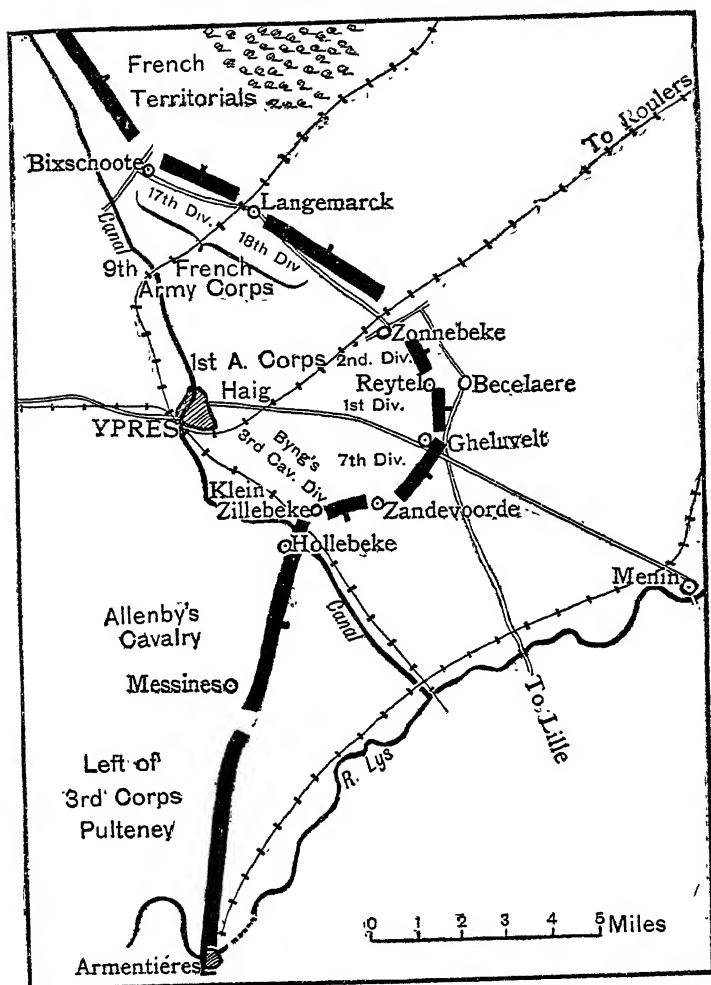 French
Territorials
To Roulers
Bixschoote
Canal
17th Div.
Langemarck
18th Div
9th French
Army Corps
Zonnebeke
1st A. Corps
2nd. Div.
Haig
Reytel
Becelaere
1st Div.
YPRES
Gheluvelt
Byng's
3rd Cav. Div
7th Div.
Klein
Zillebeke
Zandevoorde
Hollebeke
Menin
Canal
Allenby's
Cavalry
Messines
To Lille
R. Lys
Left of
3rd Corps
Pulteney
0 1 2 3 4 5 Miles
Armentiéres